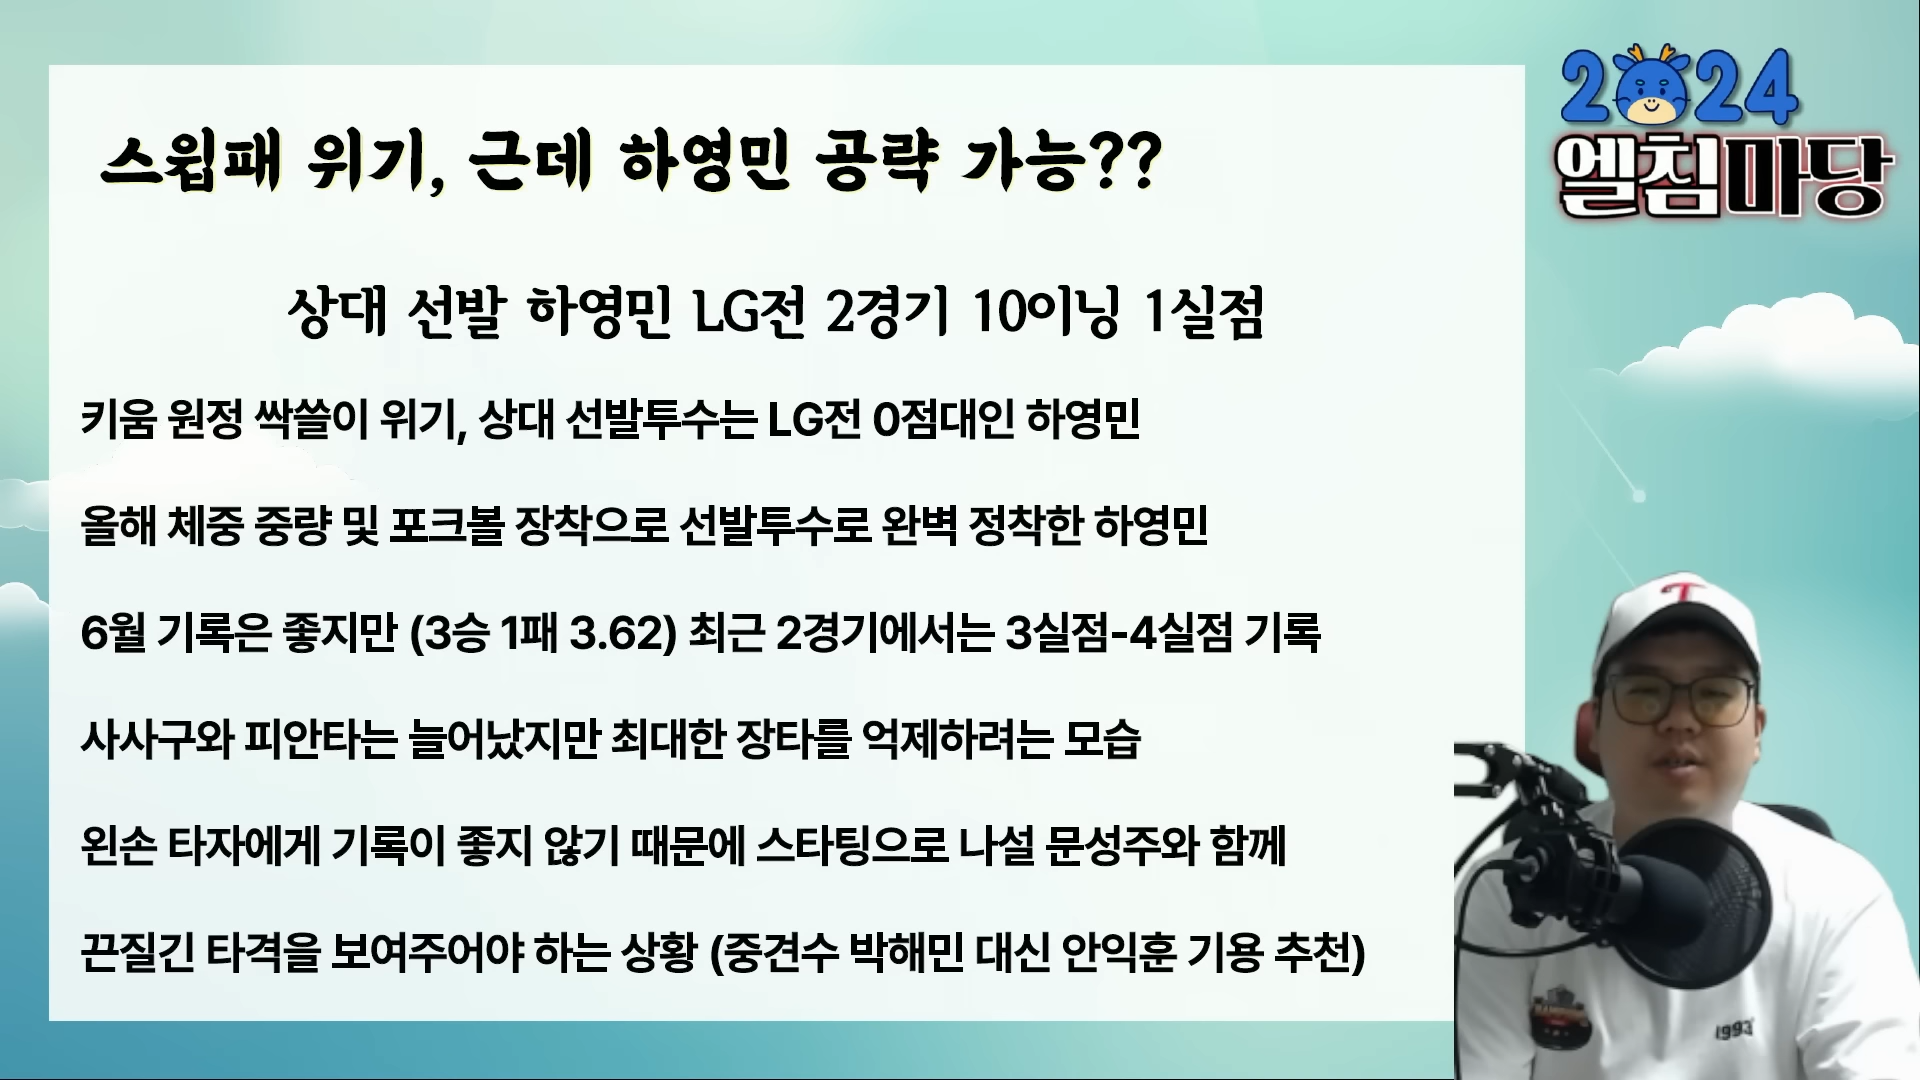 2024
엘침마당
스윕패 위기, 근데 하영민 공략 가능??
상대 선발 하영민 LG전 2경기 10이닝 1실점
키움 원정 싹쓸이 위기, 상대 선발투수는 LG전 0점대인 하영민
올해 체중 중량 및 포크볼 장착으로 선발투수로 완벽 정착한 하영민
6월 기록은 좋지만 (3승 1패 3.62) 최근 2경기에서는 3실점-4실점 기록
사사구와 피안타는 늘어났지만 최대한 장타를 억제하려는 모습
왼손 타자에게 기록이 좋지 않기 때문에 스타팅으로 나설 문성주와 함께
끈질긴 타격을 보여주어야 하는 상황 (중견수 박해민 대신 안익훈 기용 추천)
T
1993